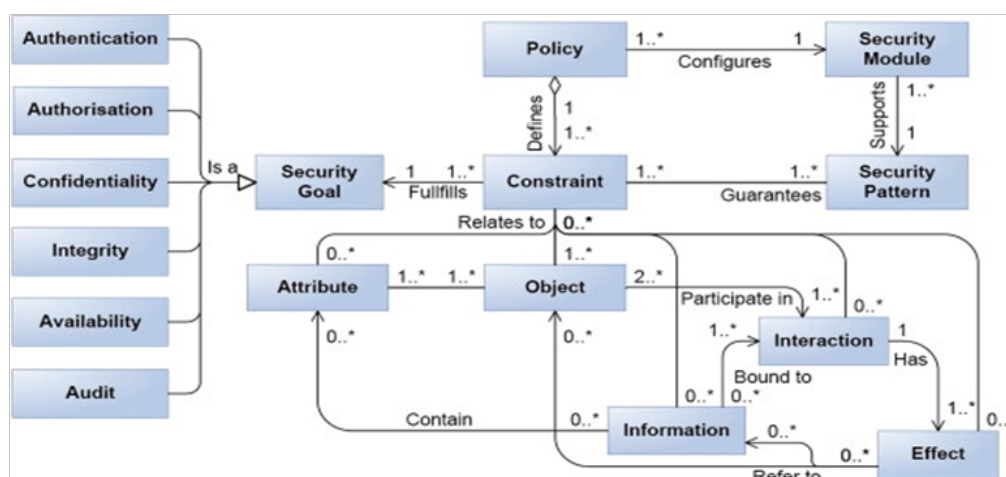 Authentication
Authorisation
Confidentiality
Integrity
Availability
Audit
Is a
Security
Goal
1
1..*
Fullfills
Policy
1..*
1
Configures
Security
Module
Defines
1
1..*
Supports
1..*
1
Constraint
1..*
1..*
Guarantees
Security
Pattern
Relates to
0..*
0..*
1..*
Attribute
1..*
1..*
Object
2..*
Participate in
1..*
0..*
Interaction
1
Has
1..*
0..*
0..*
1..*
Bound to
0..*
0..*
Contain
0..*
Information
0..*
0..*
Effect
0..
Refer to